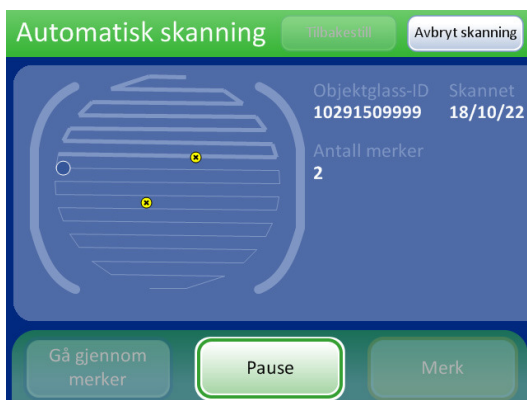 Automatisk skanning
Tilbakestill
Avbryt skanning
Objektglass-ID
Skannet
10291509999
18/10/22
Antall merker
2
Gå gjennom
merker
Pause
Merk